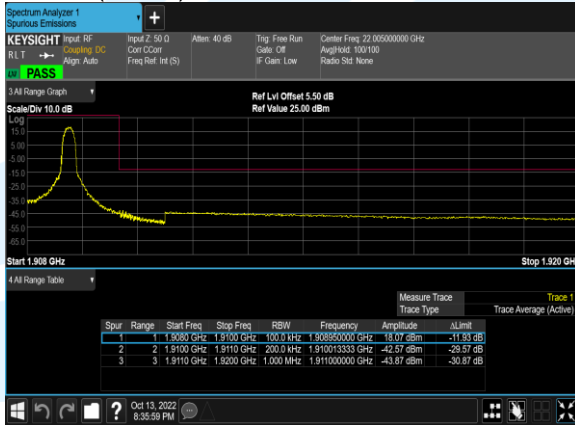 Spectrum Analyzer 1
Spurious Emissions
KEYSIGHT Input: RF Input Z: 50 Ω Atten: 40 dB Trig: Free Run Center Freq: 22.005000000 GHz
RLT Coupling: DC Corr CCorr Gate: Off Avg|Hold: 100/100
Align: Auto Freq Ref: Int (S) IF Gain: Low Radio Std: None
PASS
3 All Range Graph
Ref Lvl Offset 5.50 dB
Scale/Div 10.0 dB Ref Value 25.00 dBm
Log
15.0
5.00
-5.00
-15.0
-25.0
-35.0
-45.0
-55.0
-65.0
Start 1.908 GHz Stop 1.920 GHz
4 All Range Table
Measure Trace Trace 1
Trace Type Trace Average (Active)
Spur Range Start Freq Stop Freq RBW Frequency Amplitude ΔLimit
1 1 1.9080 GHz 1.9100 GHz 100.0 kHz 1.908950000 GHz 18.07 dBm -11.93 dB
2 2 1.9100 GHz 1.9110 GHz 200.0 kHz 1.910013333 GHz -42.57 dBm -29.57 dB
3 3 1.9110 GHz 1.9200 GHz 1.000 MHz 1.911000000 GHz -43.87 dBm -30.87 dB
Oct 13, 2022
8:35:59 PM